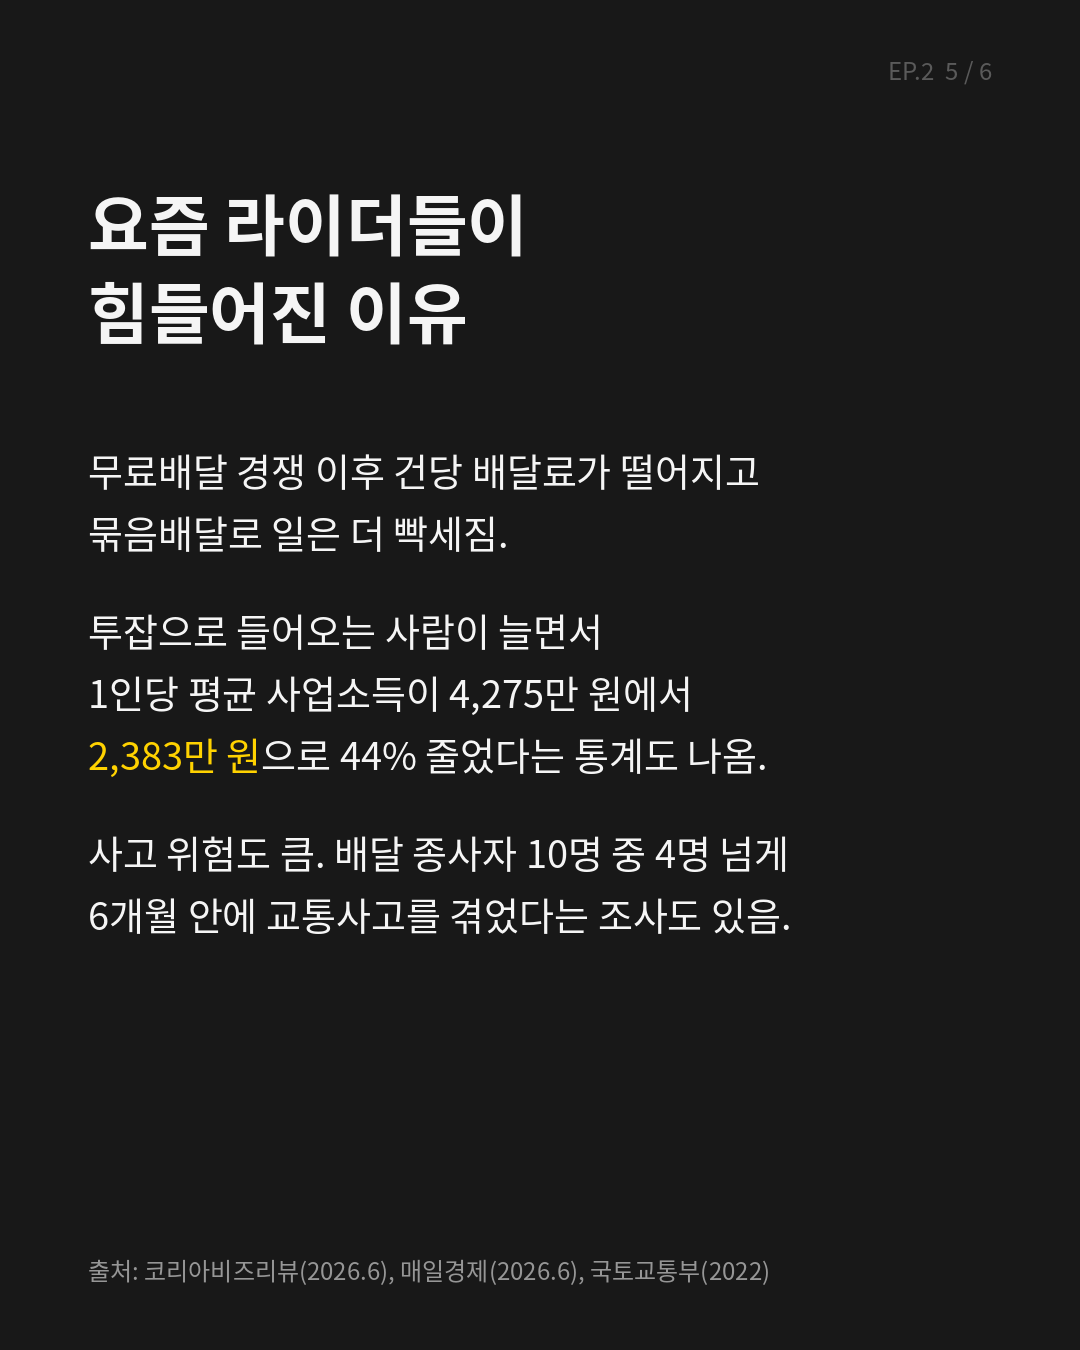 EP.2 5 / 6
요즘 라이더들이
힘들어진 이유
무료배달 경쟁 이후 건당 배달료가 떨어지고
묶음배달로 일은 더 빡세짐.
투잡으로 들어오는 사람이 늘면서
1인당 평균 사업소득이 4,275만 원에서
2,383만 원으로 44% 줄었다는 통계도 나옴.
사고 위험도 큼. 배달 종사자 10명 중 4명 넘게
6개월 안에 교통사고를 겪었다는 조사도 있음.
출처: 코리아비즈리뷰(2026.6), 매일경제(2026.6), 국토교통부(2022)